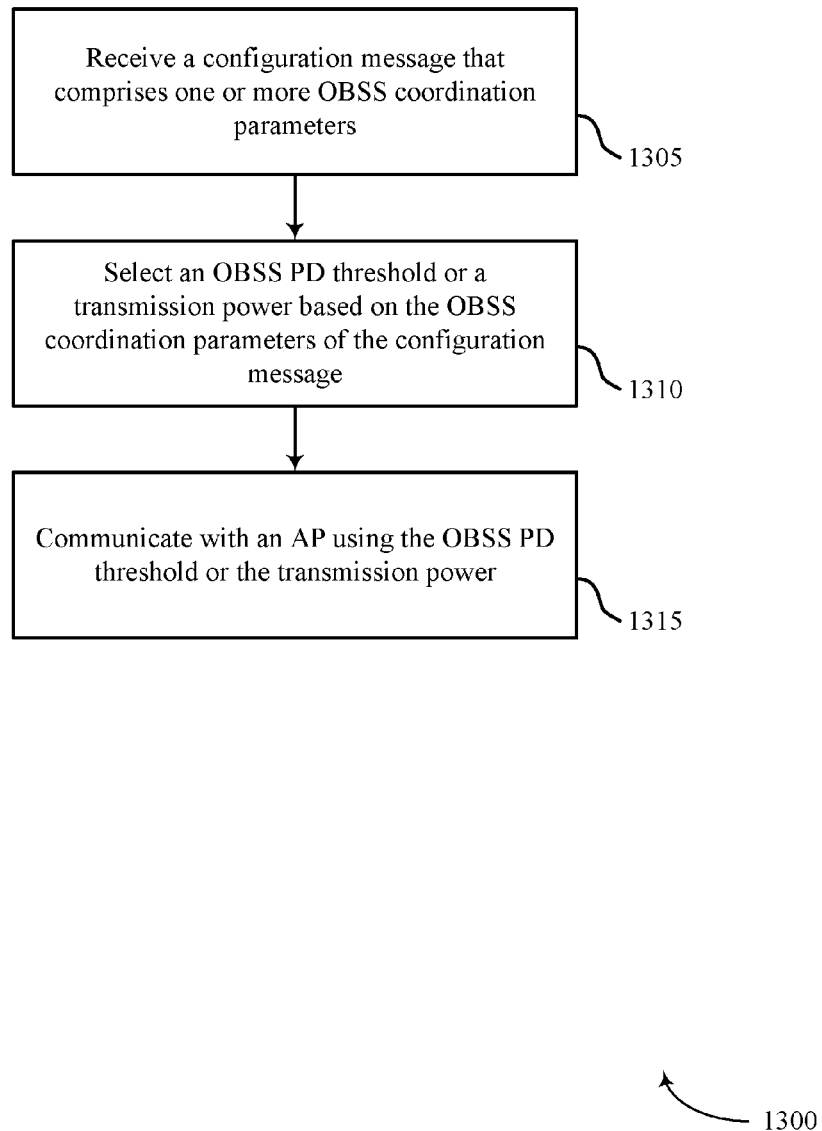 Receive a configuration message that
comprises one or more OBSS coordination
parameters
1305
Select an OBSS PD threshold or a
transmission power based on the OBSS
coordination parameters of the configuration
message
1310
Communicate with an AP using the OBSS PD
threshold or the transmission power
1315
1300